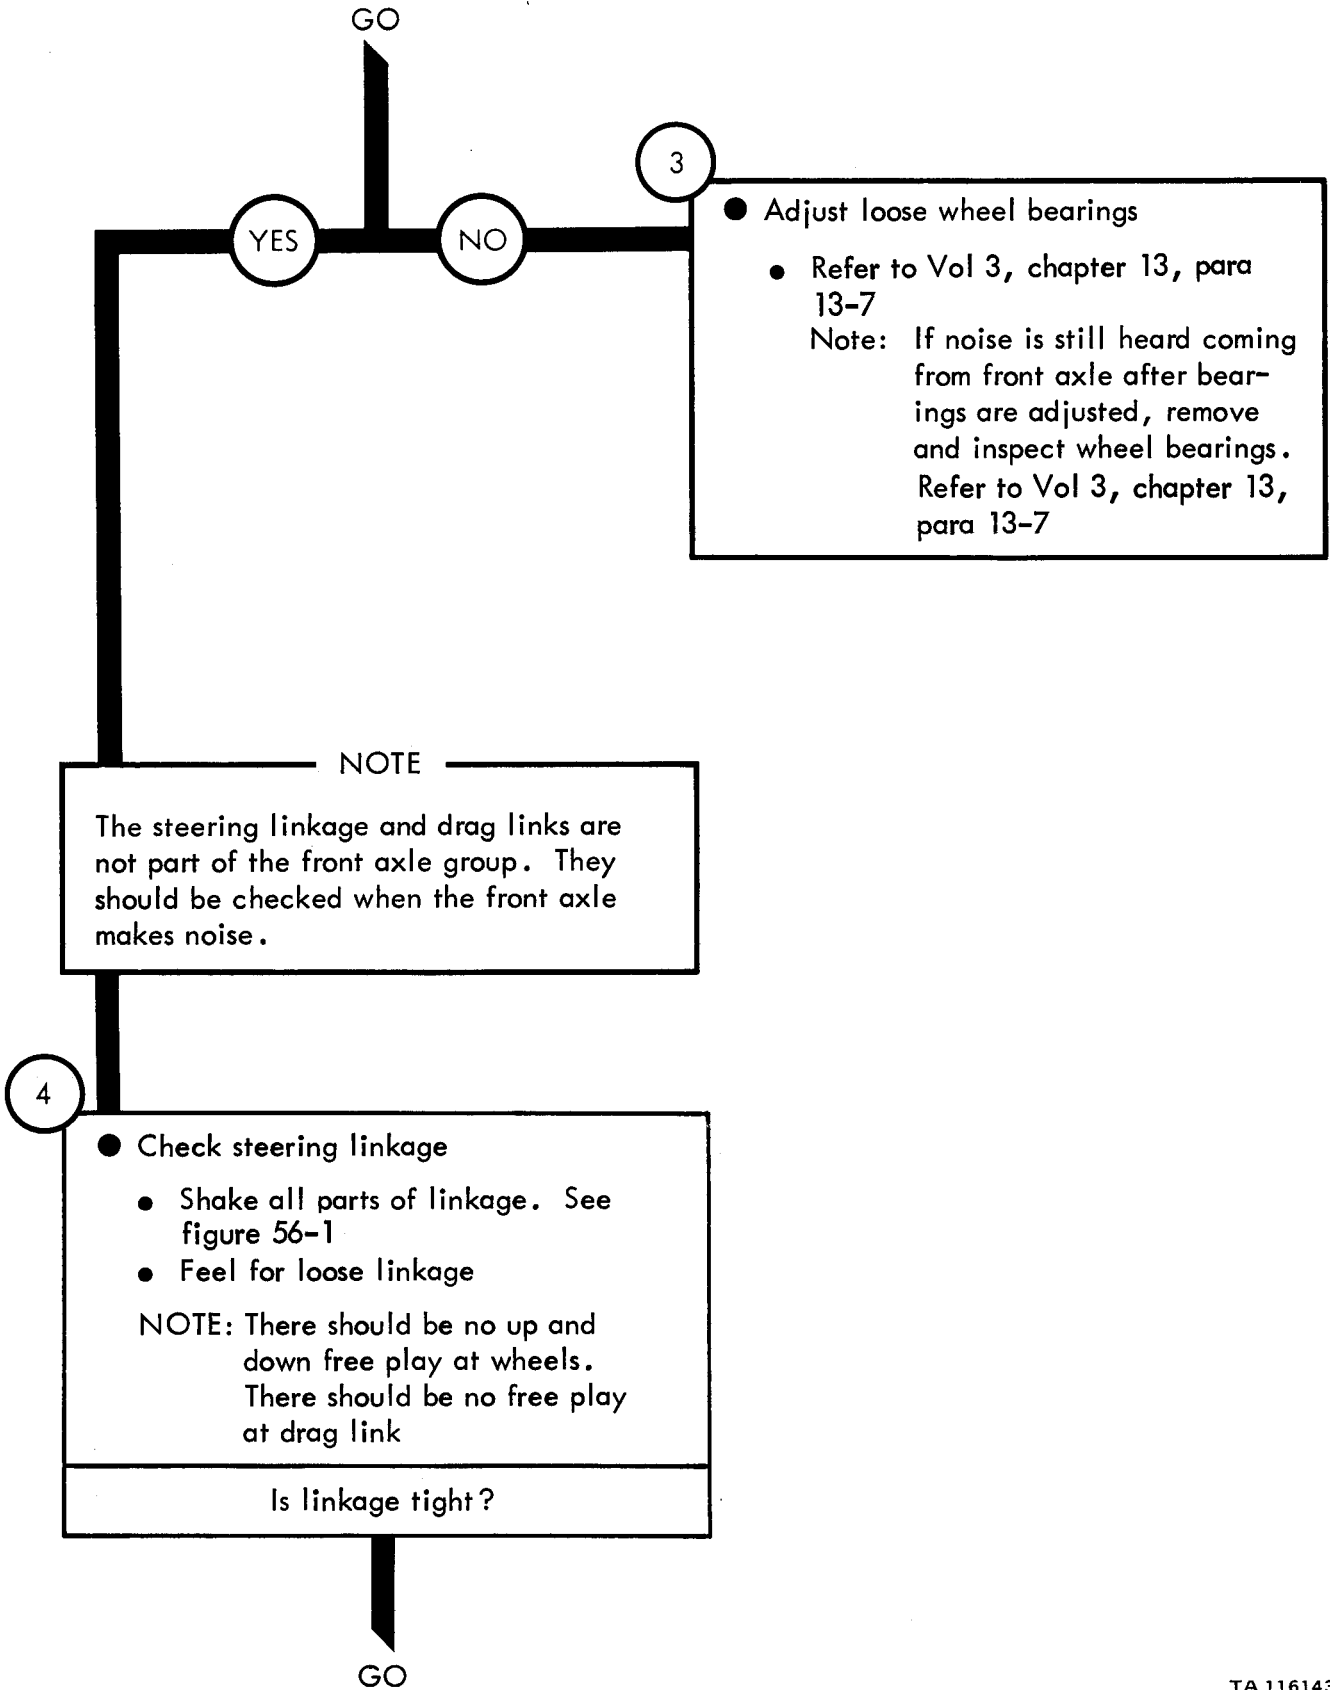 GO
YES
NO
3
● Adjust loose wheel bearings
● Refer to Vol 3, chapter 13, para
13-7
Note: If noise is still heard coming
from front axle after bear-
ings are adjusted, remove
and inspect wheel bearings.
Refer to Vol 3, chapter 13,
para 13-7
NOTE
The steering linkage and drag links are
not part of the front axle group. They
should be checked when the front axle
makes noise.
4
● Check steering linkage
● Shake all parts of linkage. See
figure 56-1
● Feel for loose linkage
NOTE: There should be no up and
down free play at wheels.
There should be no free play
at drag link
Is linkage tight?
GO
TA 116143